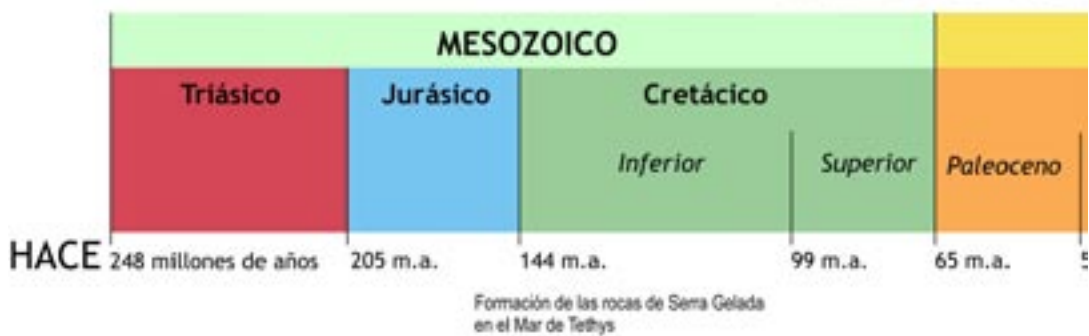 MESOZOICO
Triásico Jurásico Cretácico
Inferior Superior Paleoceno
HACE 248 millones de años 205 m.a. 144 m.a. 99 m.a. 65 m.a. 5
Formación de las rocas de Serra Gelada
en el Mar de Tethys